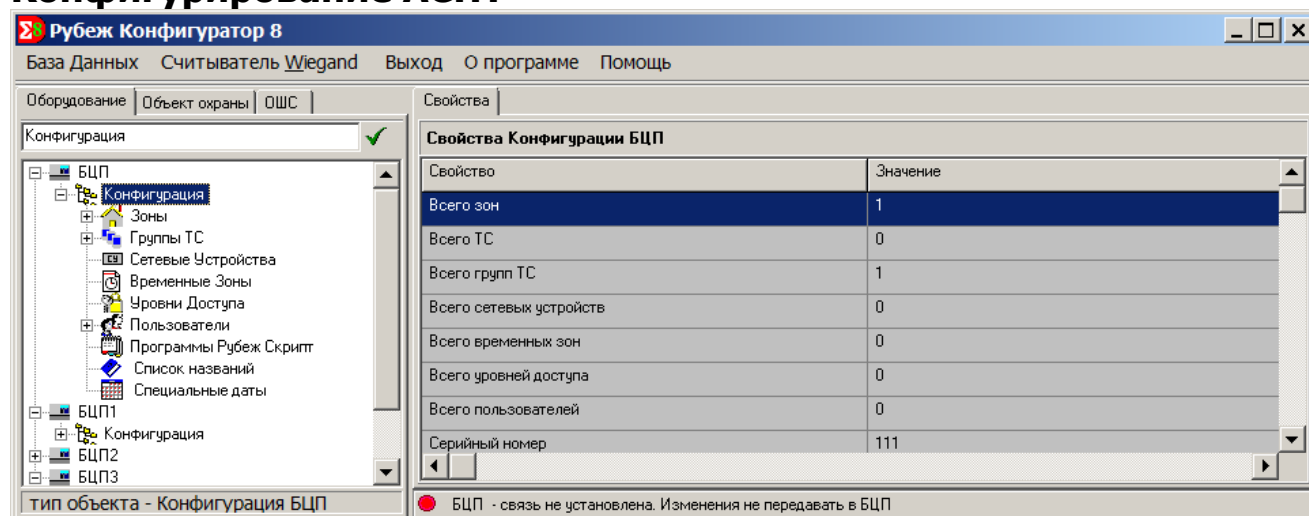 Σ8 Рубеж Конфигуратор 8
База Данных Считыватель Wiegand Выход О программе Помощь
Оборудование Объект охраны ОШС
Конфигурация
БЦП
Конфигурация
Зоны
Группы ТС
СУ Сетевые Устройства
Временные Зоны
Уровни Доступа
Пользователи
Программы Рубеж Скрипт
Список названий
Специальные даты
БЦП1
Конфигурация
БЦП2
БЦП3
тип объекта - Конфигурация БЦП
Свойства
Свойства Конфигурации БЦП
Свойство Значение
Всего зон 1
Всего ТС 0
Всего групп ТС 1
Всего сетевых устройств 0
Всего временных зон 0
Всего уровней доступа 0
Всего пользователей 0
Серийный номер 111
БЦП - связь не установлена. Изменения не передавать в БЦП